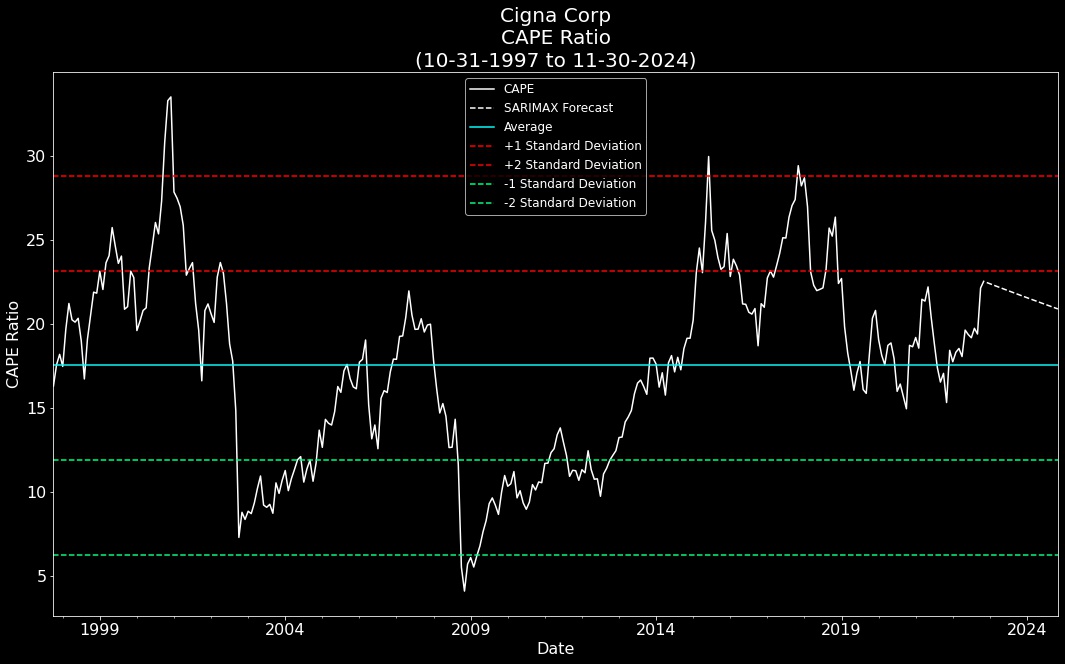 Cigna Corp
CAPE Ratio
(10-31-1997 to 11-30-2024)
CAPE
SARIMAX Forecast
Average
+1 Standard Deviation
+2 Standard Deviation
-1 Standard Deviation
-2 Standard Deviation
CAPE Ratio
30
25
20
15
10
5
1999 2004 2009 2014 2019 2024
Date